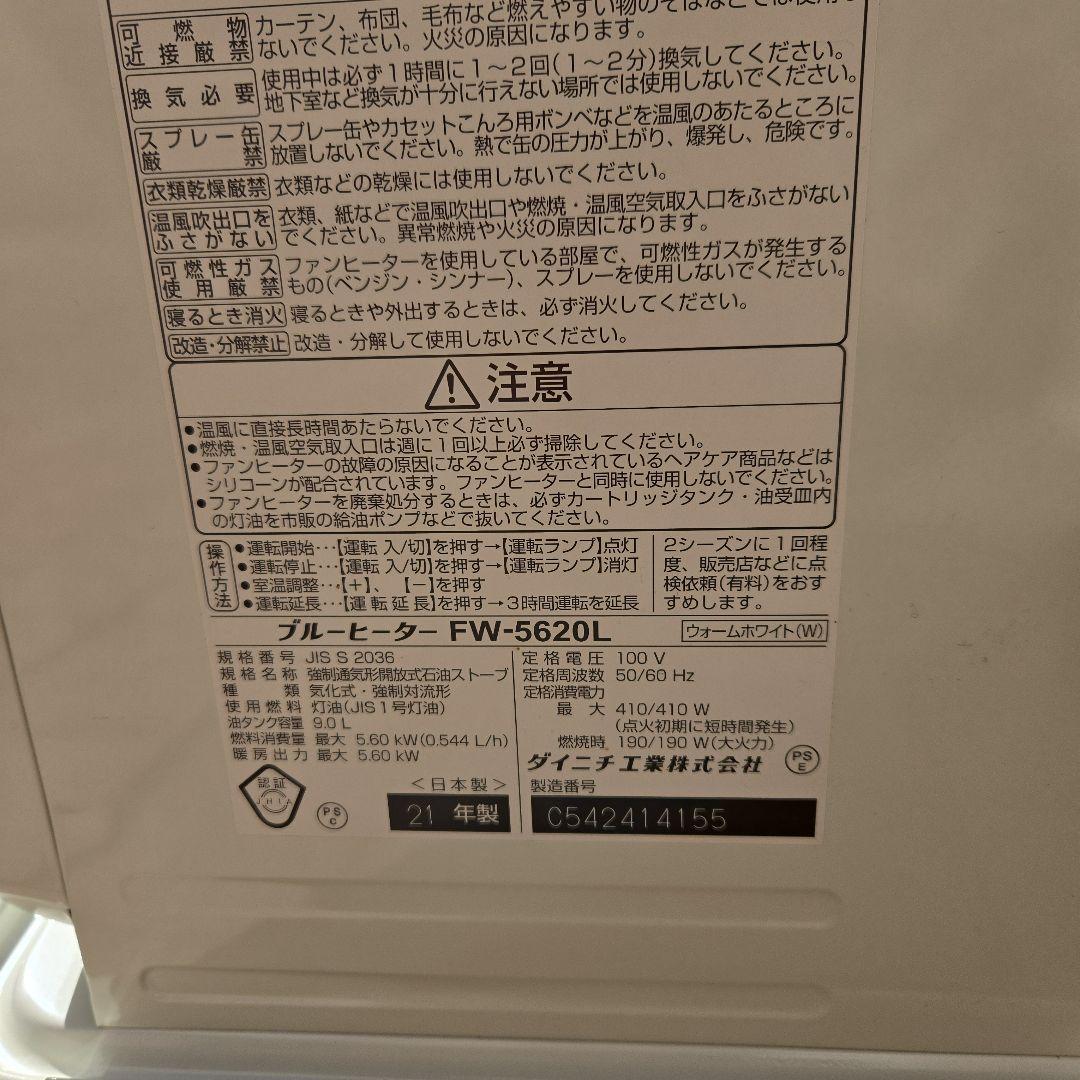 可燃物
近接厳禁
カーテン、布団、毛布など燃えやすい物のそばなどでは使用し
ないでください。火災の原因になります。
換気必要
使用中は必ず1時間に1～2回(1～2分)換気してください。
地下室など換気が十分に行えない場所では使用しないでください。
スプレー缶
厳禁
スプレー缶やカセットこんろ用ボンベなどを温風のあたるところに
放置しないでください。熱で缶の圧力が上がり、爆発し、危険です。
衣類乾燥厳禁
衣類などの乾燥には使用しないでください。
温風吹出口を
ふさがない
衣類、紙などで温風吹出口や燃焼・温風空気取入口をふさがない
でください。異常燃焼や火災の原因になります。
可燃性ガス
使用厳禁
ファンヒーターを使用している部屋で、可燃性ガスが発生する
もの(ベンジン・シンナー)、スプレーを使用しないでください。
寝るとき消火
寝るときや外出するときは、必ず消火してください。
改造・分解禁止
改造・分解して使用しないでください。
注意
●温風に直接長時間あたらないでください。
●燃焼・温風空気取入口は週に1回以上必ず掃除してください。
●ファンヒーターの故障の原因になることが表示されているヘアケア商品などは
シリコーンが配合されています。ファンヒーターと同時に使用しないでください。
●ファンヒーターを廃棄処分するときは、必ずカートリッジタンク・油受皿内
の灯油を市販の給油ポンプなどで抜いてください。
操作方法
●運転開始…【運転 入/切】を押す→【運転ランプ】点灯
●運転停止…【運転 入/切】を押す→【運転ランプ】消灯
●室温調整…【+】、【−】を押す
●運転延長…【運転延長】を押す→3時間運転を延長
2シーズンに1回程
度、販売店などに点
検依頼(有料)をおす
すめします。
ブルーヒーター FW-5620L
ウォームホワイト(W)
規格番号 JIS S 2036
規格名称 強制通気形開放式石油ストーブ
種類 気化式・強制対流形
使用燃料 灯油(JIS1号灯油)
油タンク容量 9.0 L
燃料消費量 最大 5.60 kW(0.544 L/h)
暖房出力 最大 5.60 kW
定格電圧 100 V
定格周波数 50/60 Hz
定格消費電力
最大 410/410 W
(点火初期に短時間発生)
燃焼時 190/190 W(大火力)
ダイニチ工業株式会社
PS
E
認証
JHIA
PS
C
<日本製>
21 年製
製造番号
C542414155